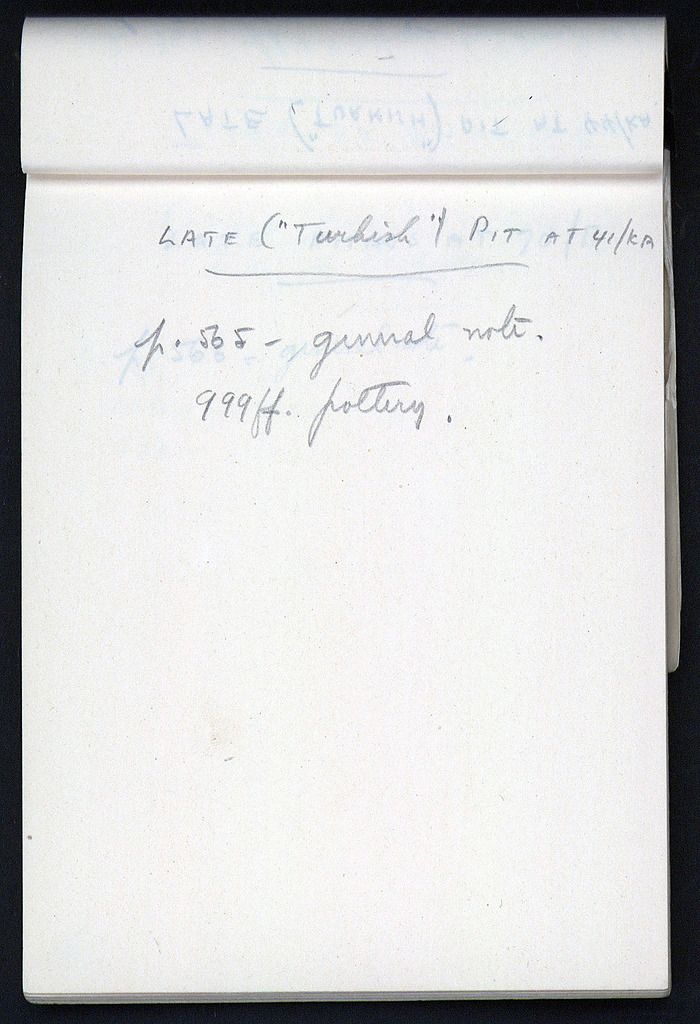 LATE ("Turkish") PIT AT 41/KA
p. 565 - general note.
999ff. pottery.